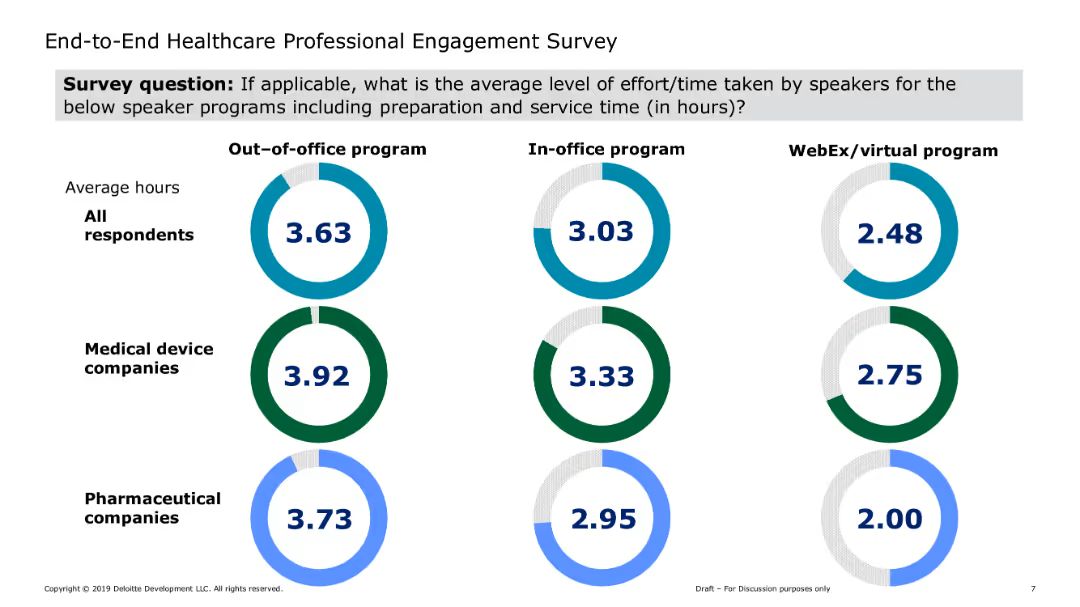 End-to-End Healthcare Professional Engagement Survey
Survey question: If applicable, what is the average level of effort/time taken by speakers for the
below speaker programs including preparation and service time (in hours)?
Out–of-office program
In-office program
WebEx/virtual program
Average hours
All
respondents
3.63
3.03
2.48
Medical device
companies
3.92
3.33
2.75
Pharmaceutical
companies
3.73
2.95
2.00
Copyright © 2019 Deloitte Development LLC. All rights reserved.
Draft – For Discussion purposes only
7